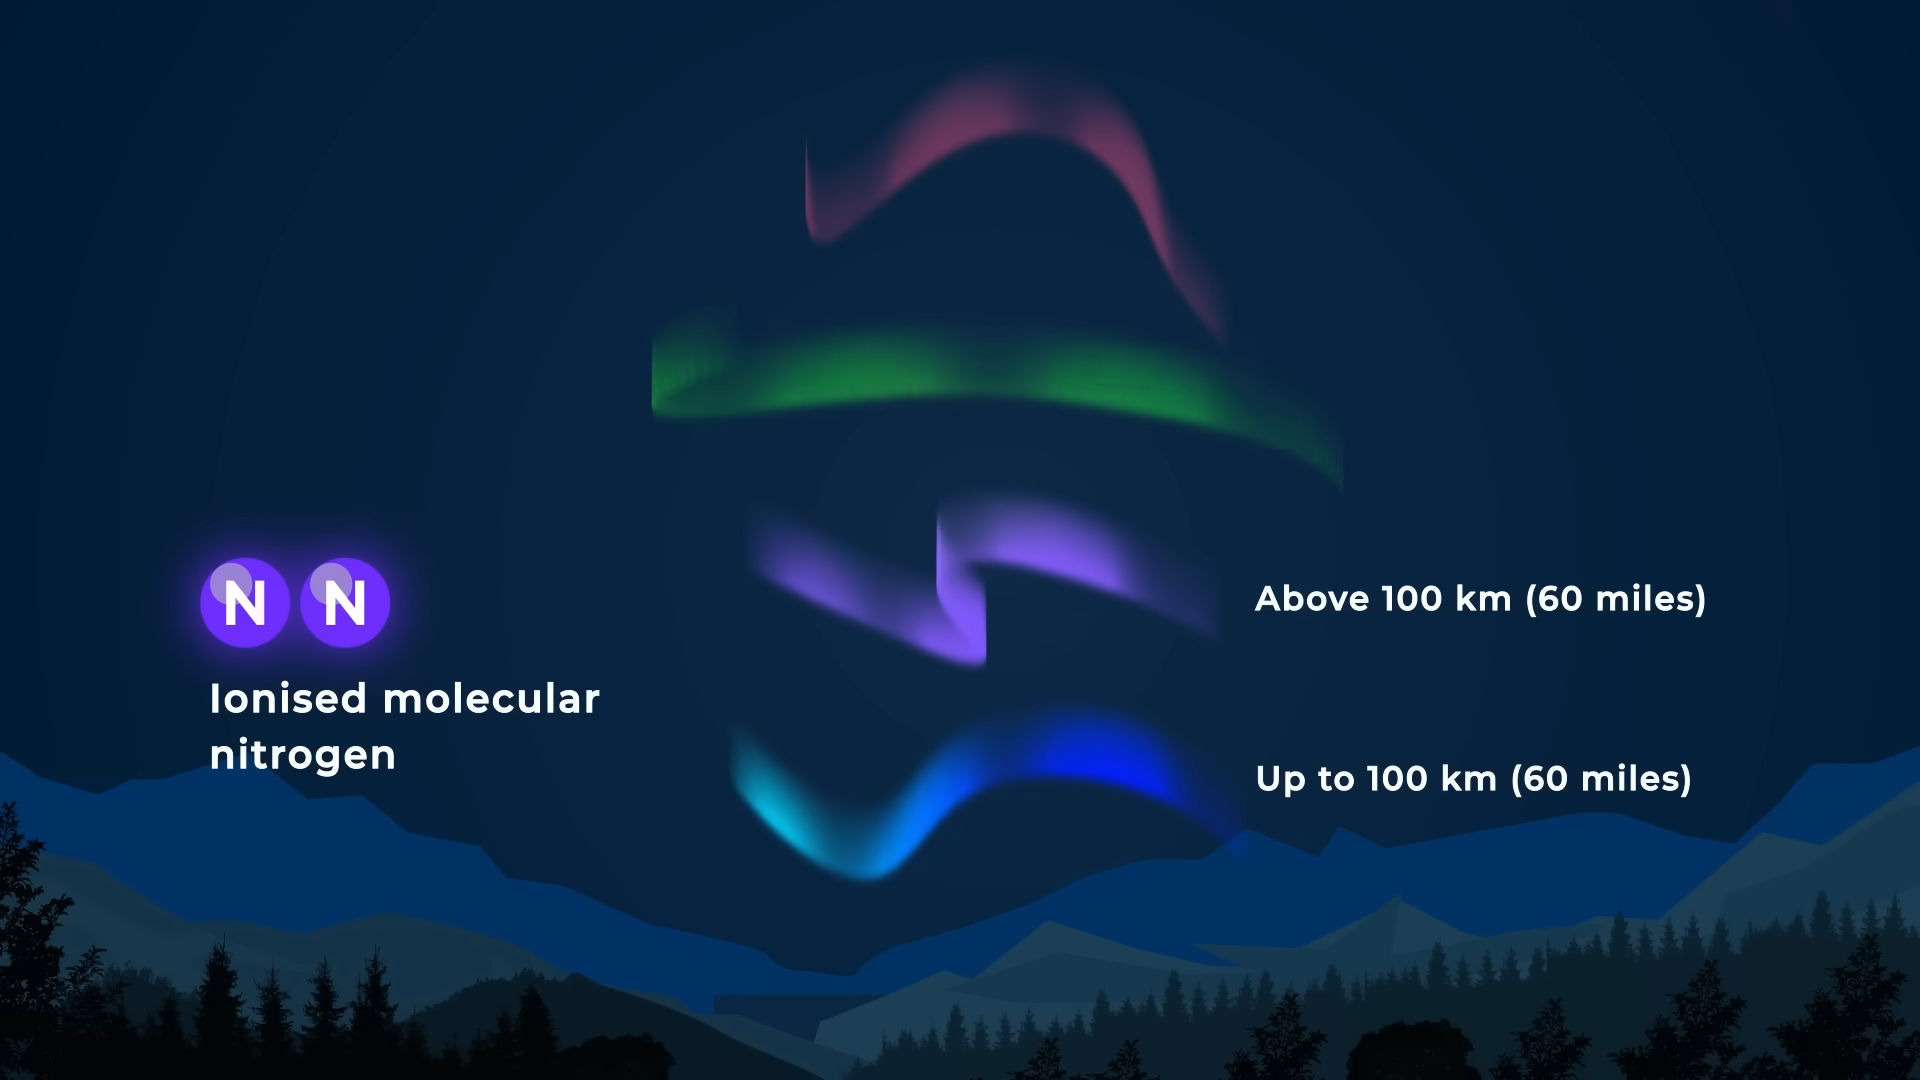 N N
Above 100 km (60 miles)
Ionised molecular
nitrogen
Up to 100 km (60 miles)